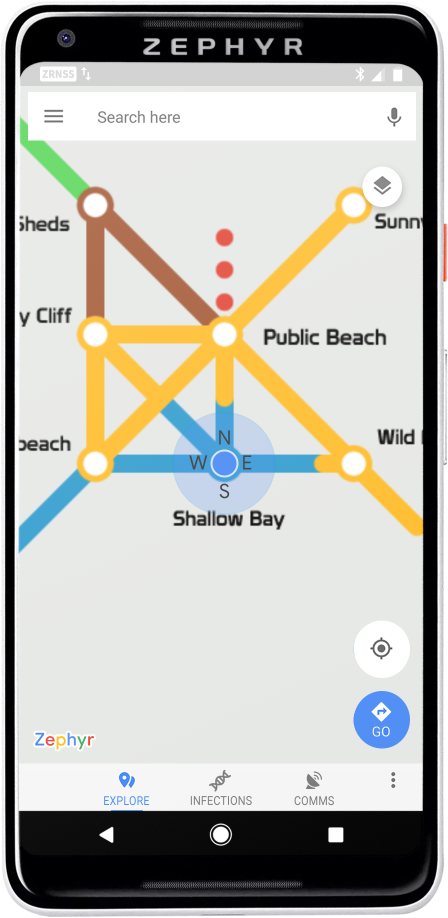 ZEPHYR
ZRNSS
Search here
Sheds
Sunny
y Cliff
Public Beach
beach
Wild
N
W E
S
Shallow Bay
GO
Zephyr
EXPLORE INFECTIONS COMMS